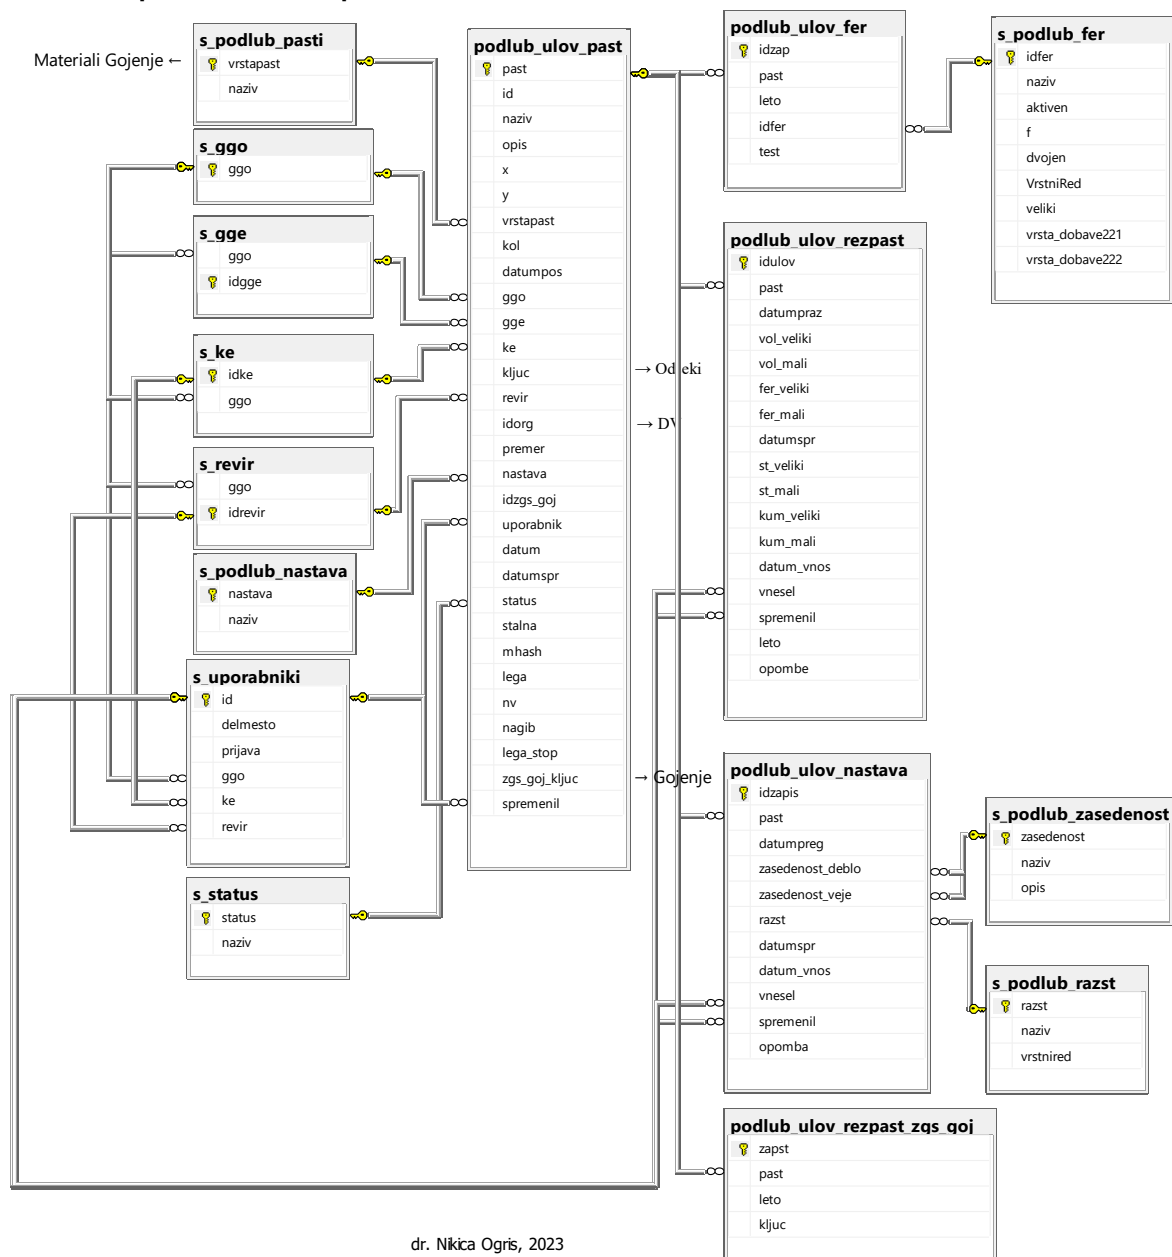 s_podlub_pasti
vrstapast
naziv
Materiali Gojenje ←
s_ggo
ggo
s_gge
ggo
idgge
s_ke
idke
ggo
s_revir
ggo
idrevir
s_podlub_nastava
nastava
naziv
s_uporabniki
id
delmesto
prijava
ggo
ke
revir
s_status
status
naziv
podlub_ulov_past
past
id
naziv
opis
x
y
vrstapast
kol
datumpos
ggo
gge
ke
kljuc
revir
idorg
premer
nastava
idzgs_goj
uporabnik
datum
datumspr
status
stalna
mhash
lega
nv
nagib
lega_stop
zgs_goj_kljuc
spremenil
→ Gojenje
podlub_ulov_fer
idzap
past
leto
idfer
test
s_podlub_fer
idfer
naziv
aktiven
f
dvojen
VrstniRed
veliki
vrsta_dobave221
vrsta_dobave222
podlub_ulov_rezpast
idulov
past
datumpraz
vol_veliki
vol_mali
fer_veliki
fer_mali
datumspr
st_veliki
st_mali
kum_veliki
kum_mali
datum_vnos
vnesel
spremenil
leto
opombe
podlub_ulov_nastava
idzapis
past
datumpreg
zasedenost_deblo
zasedenost_veje
razst
datumspr
datum_vnos
vnesel
spremenil
opomba
s_podlub_zasedenost
zasedenost
naziv
opis
s_podlub_razst
razst
naziv
vrstnired
podlub_ulov_rezpast_zgs_goj
zapst
past
leto
kljuc
dr. Nikica Ogris, 2023